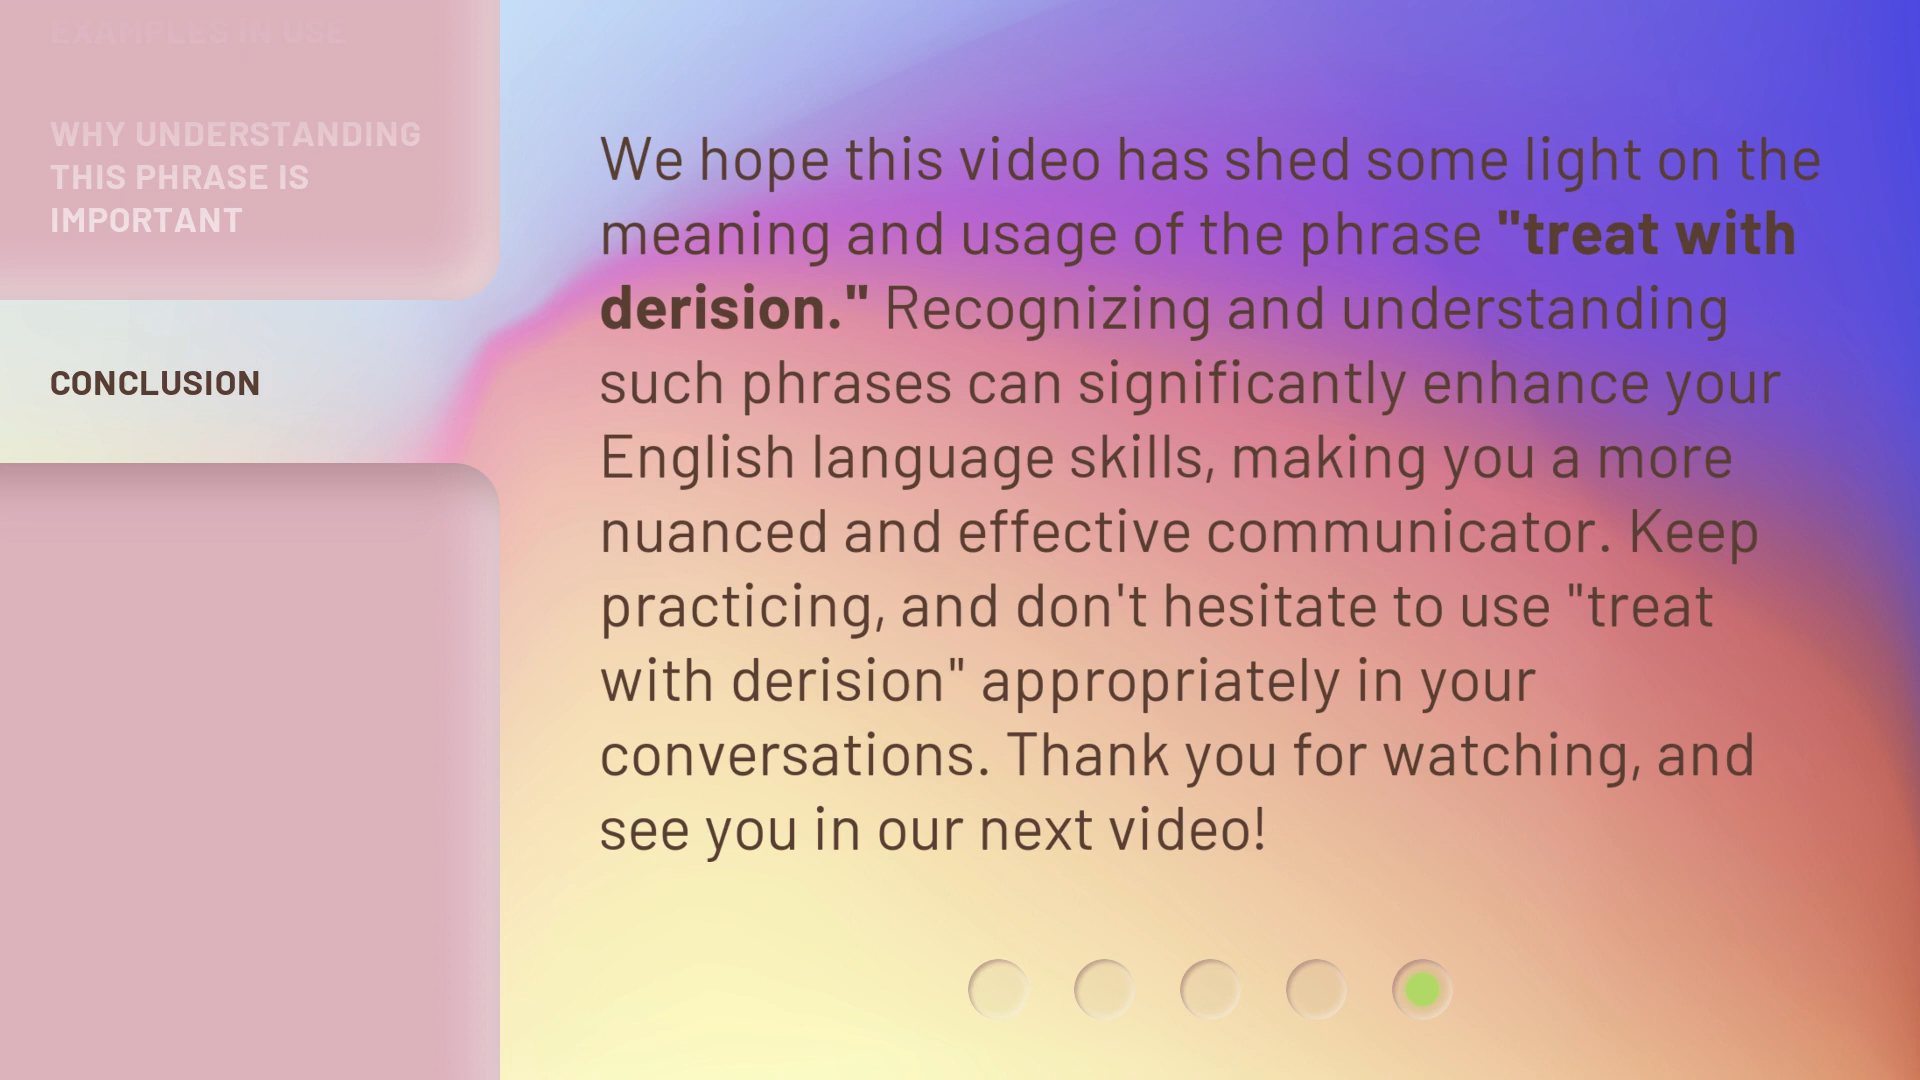 EXAMPLES IN USE
WHY UNDERSTANDING
THIS PHRASE IS
IMPORTANT
CONCLUSION
We hope this video has shed some light on the
meaning and usage of the phrase "treat with
derision." Recognizing and understanding
such phrases can significantly enhance your
English language skills, making you a more
nuanced and effective communicator. Keep
practicing, and don't hesitate to use "treat
with derision" appropriately in your
conversations. Thank you for watching, and
see you in our next video!